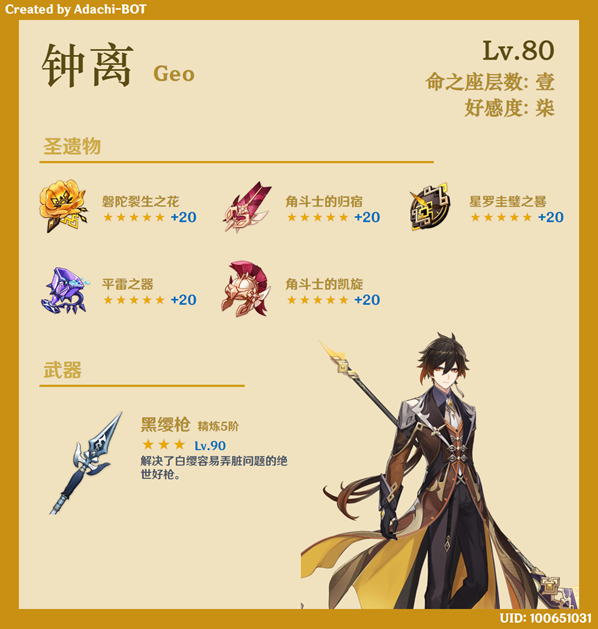 Created by Adachi-BOT
钟离 Geo
Lv.80
命之座层数: 壹
好感度: 柒
圣遗物
磐陀裂生之花
★★★★★ +20
角斗士的归宿
★★★★★ +20
星罗圭璧之晷
★★★★★ +20
平雷之器
★★★★★ +20
角斗士的凯旋
★★★★★ +20
武器
黑缨枪 精炼5阶
★★★ Lv.90
解决了白缨容易弄脏问题的绝
世好枪。
UID: 100651031